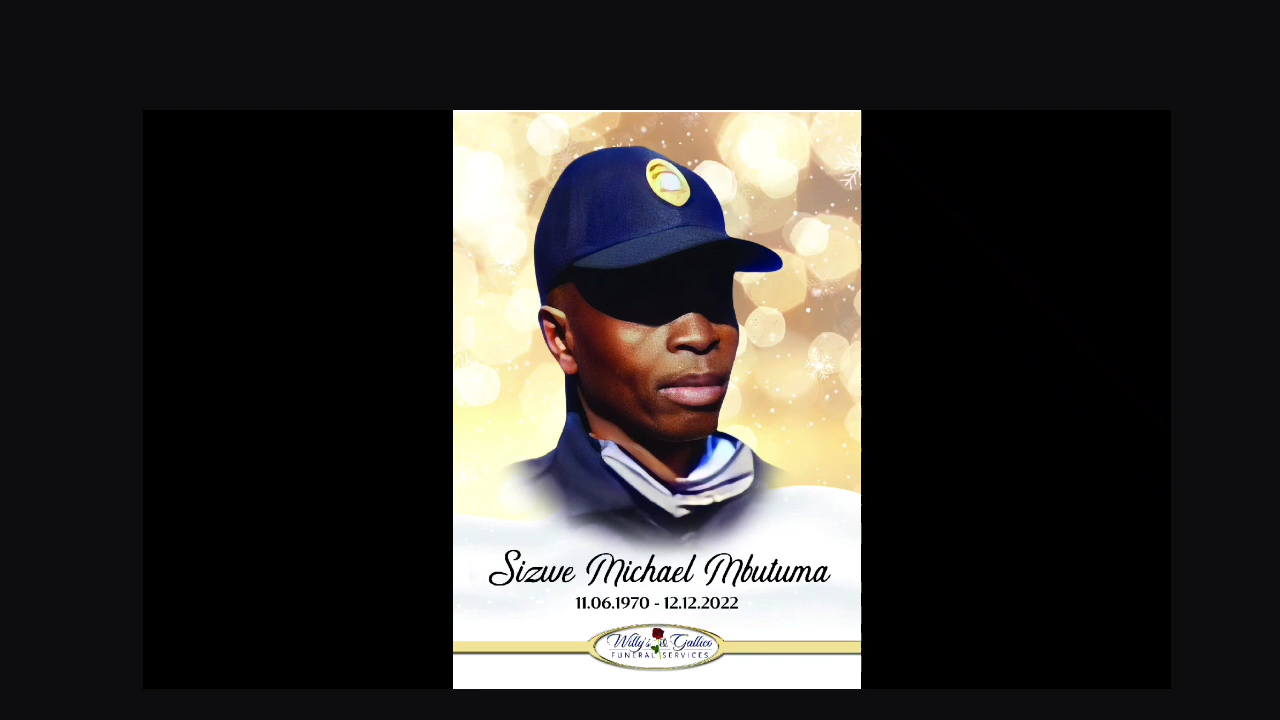 Sizwe Michael Mbutuma
11.06.1970 - 12.12.2022
Willy's & Gallico
FUNERAL SERVICES